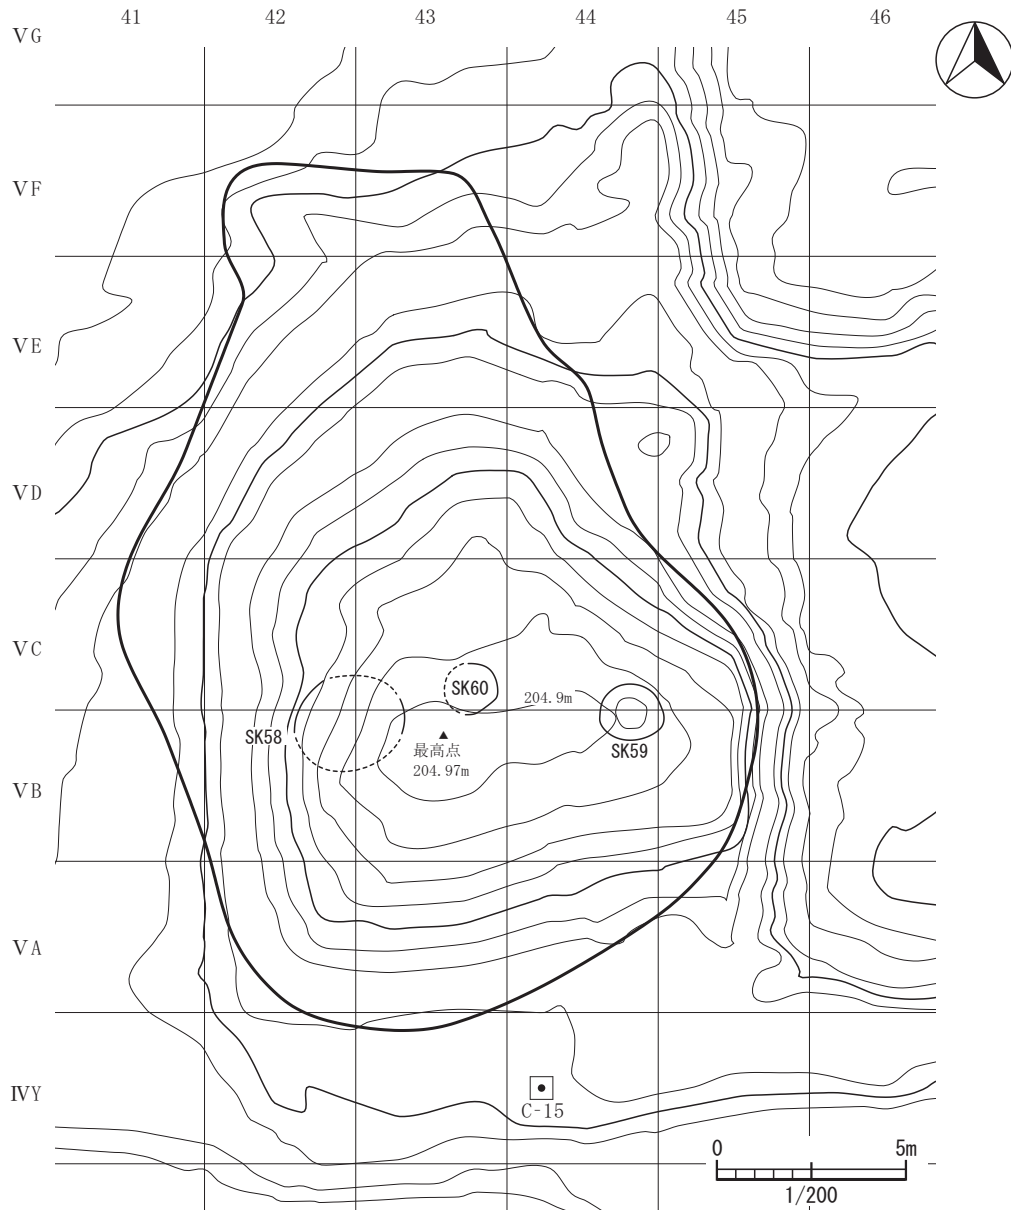 41 42 43 44 45 46
ⅤG
ⅤF
ⅤE
ⅤD
ⅤC
SK60
204.9m
SK58
最高点
204.97m
SK59
ⅤB
ⅤA
ⅣY
C-15
0 5m
1/200